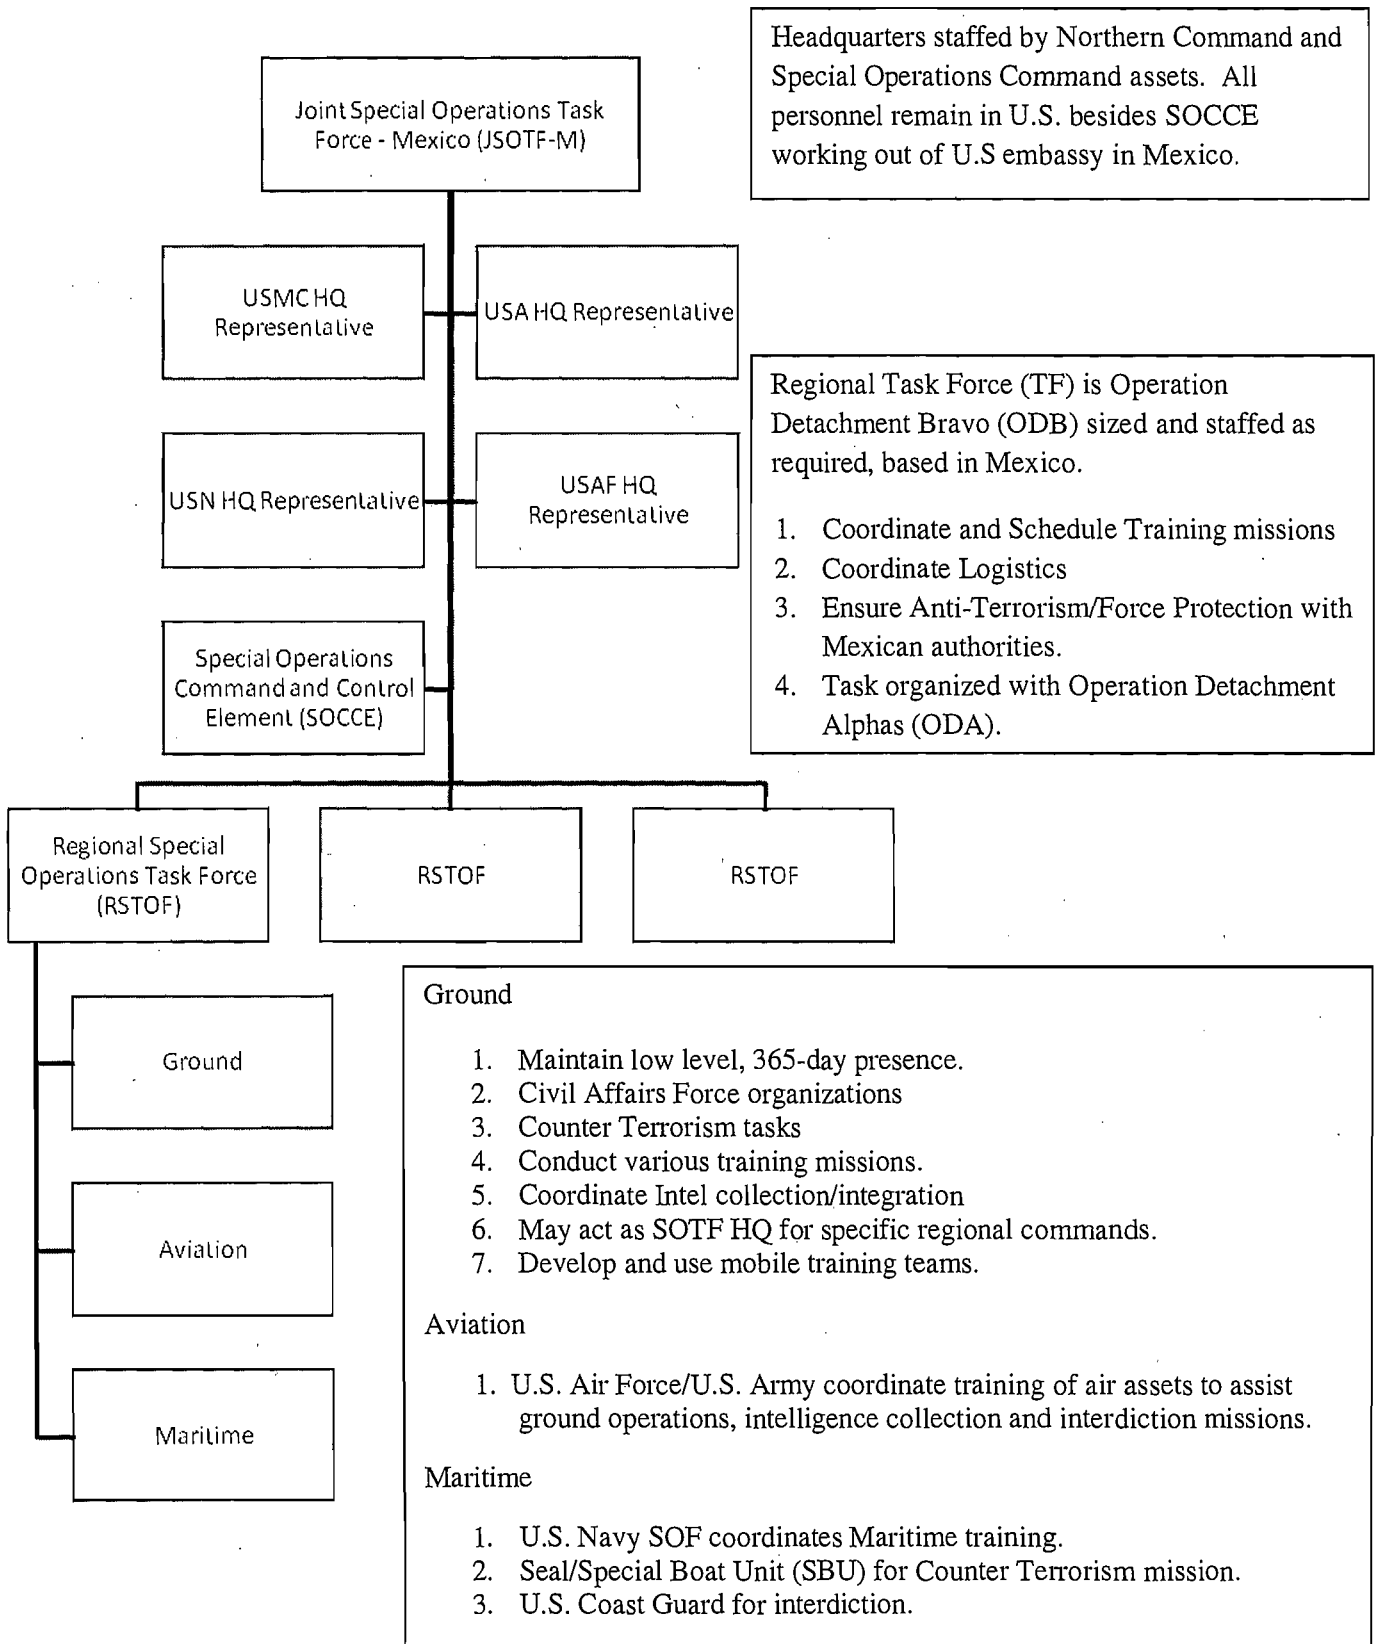 Headquarters staffed by Northern Command and
Special Operations Command assets. All
personnel remain in U.S. besides SOCCE
working out of U.S embassy in Mexico.
Joint Special Operations Task
Force - Mexico (JSOTF-M)
USMC HQ
Representative
USA HQ Representative
USN HQ Representative
USAF HQ
Representative
Special Operations
Command and Control
Element (SOCCE)
Regional Task Force (TF) is Operation
Detachment Bravo (ODB) sized and staffed as
required, based in Mexico.
1. Coordinate and Schedule Training missions
2. Coordinate Logistics
3. Ensure Anti-Terrorism/Force Protection with
Mexican authorities.
4. Task organized with Operation Detachment
Alphas (ODA).
Regional Special
Operations Task Force
(RSTOF)
RSTOF
RSTOF
Ground
Aviation
Maritime
Ground
1. Maintain low level, 365-day presence.
2. Civil Affairs Force organizations
3. Counter Terrorism tasks
4. Conduct various training missions.
5. Coordinate Intel collection/integration
6. May act as SOTF HQ for specific regional commands.
7. Develop and use mobile training teams.
Aviation
1. U.S. Air Force/U.S. Army coordinate training of air assets to assist
ground operations, intelligence collection and interdiction missions.
Maritime
1. U.S. Navy SOF coordinates Maritime training.
2. Seal/Special Boat Unit (SBU) for Counter Terrorism mission.
3. U.S. Coast Guard for interdiction.